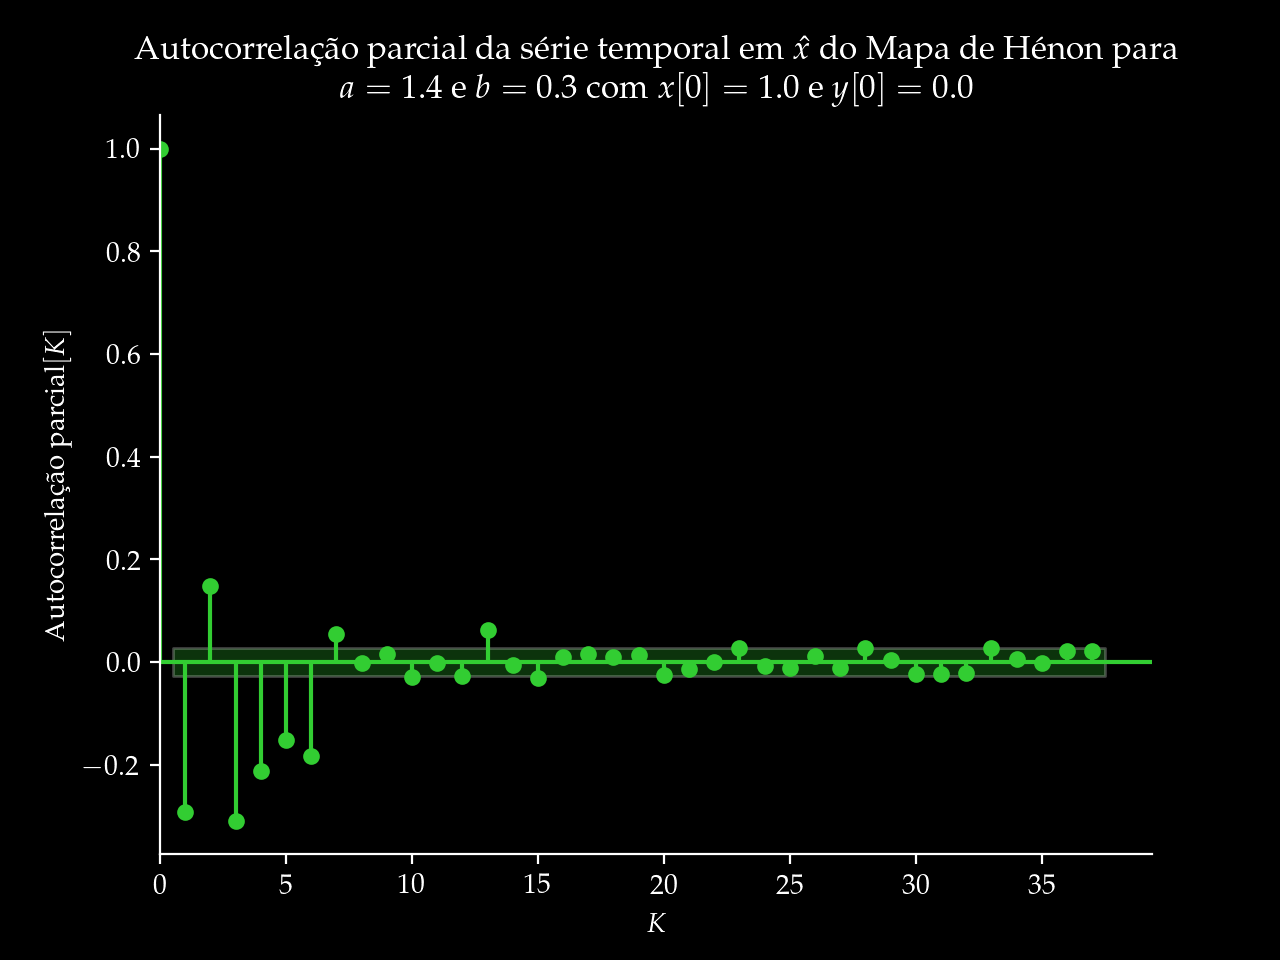 Autocorrelação parcial da série temporal em x̂ do Mapa de Hénon para
a = 1.4 e b = 0.3 com x[0] = 1.0 e y[0] = 0.0
1.0
0.8
0.6
0.4
0.2
0.0
−0.2
Autocorrelação parcial[K]
0 5 10 15 20 25 30 35
K